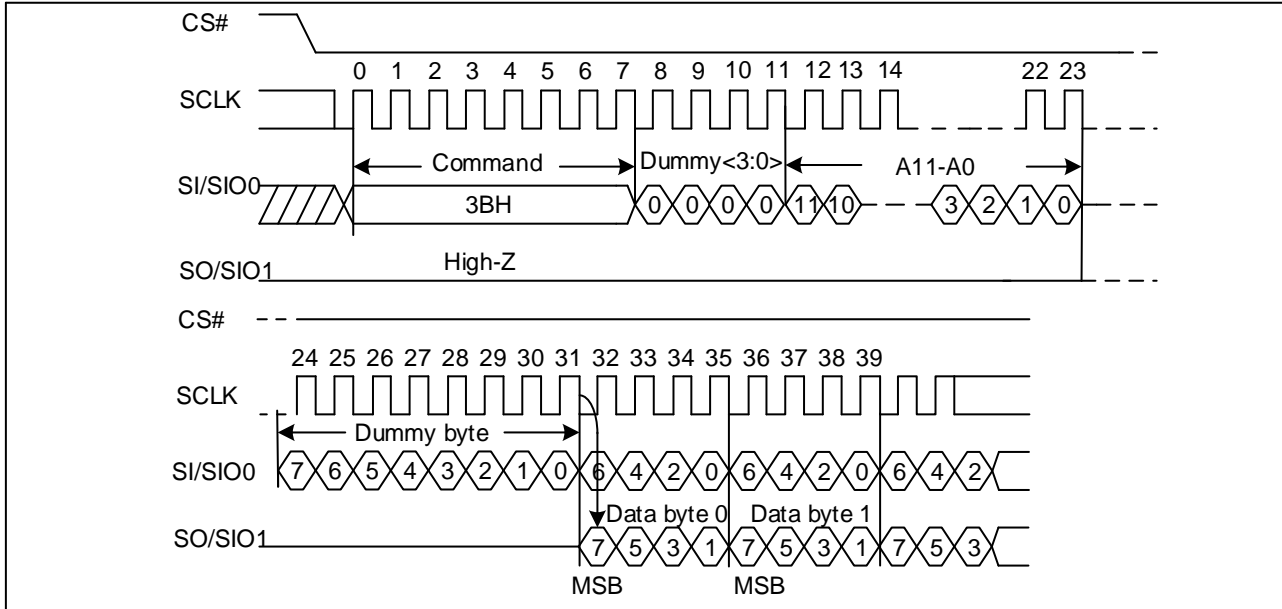 CS#
0 1 2 3 4 5 6 7 8 9 10 11 12 13 14 22 23
SCLK
Command Dummy<3:0> A11-A0
SI/SIO0 3BH 0 0 0 0 11 10 3 2 1 0
High-Z
SO/SIO1
CS#
24 25 26 27 28 29 30 31 32 33 34 35 36 37 38 39
SCLK
Dummy byte
SI/SIO0 7 6 5 4 3 2 1 0 6 4 2 0 6 4 2 0 6 4 2
Data byte 0 Data byte 1
SO/SIO1 7 5 3 1 7 5 3 1 7 5 3
MSB MSB